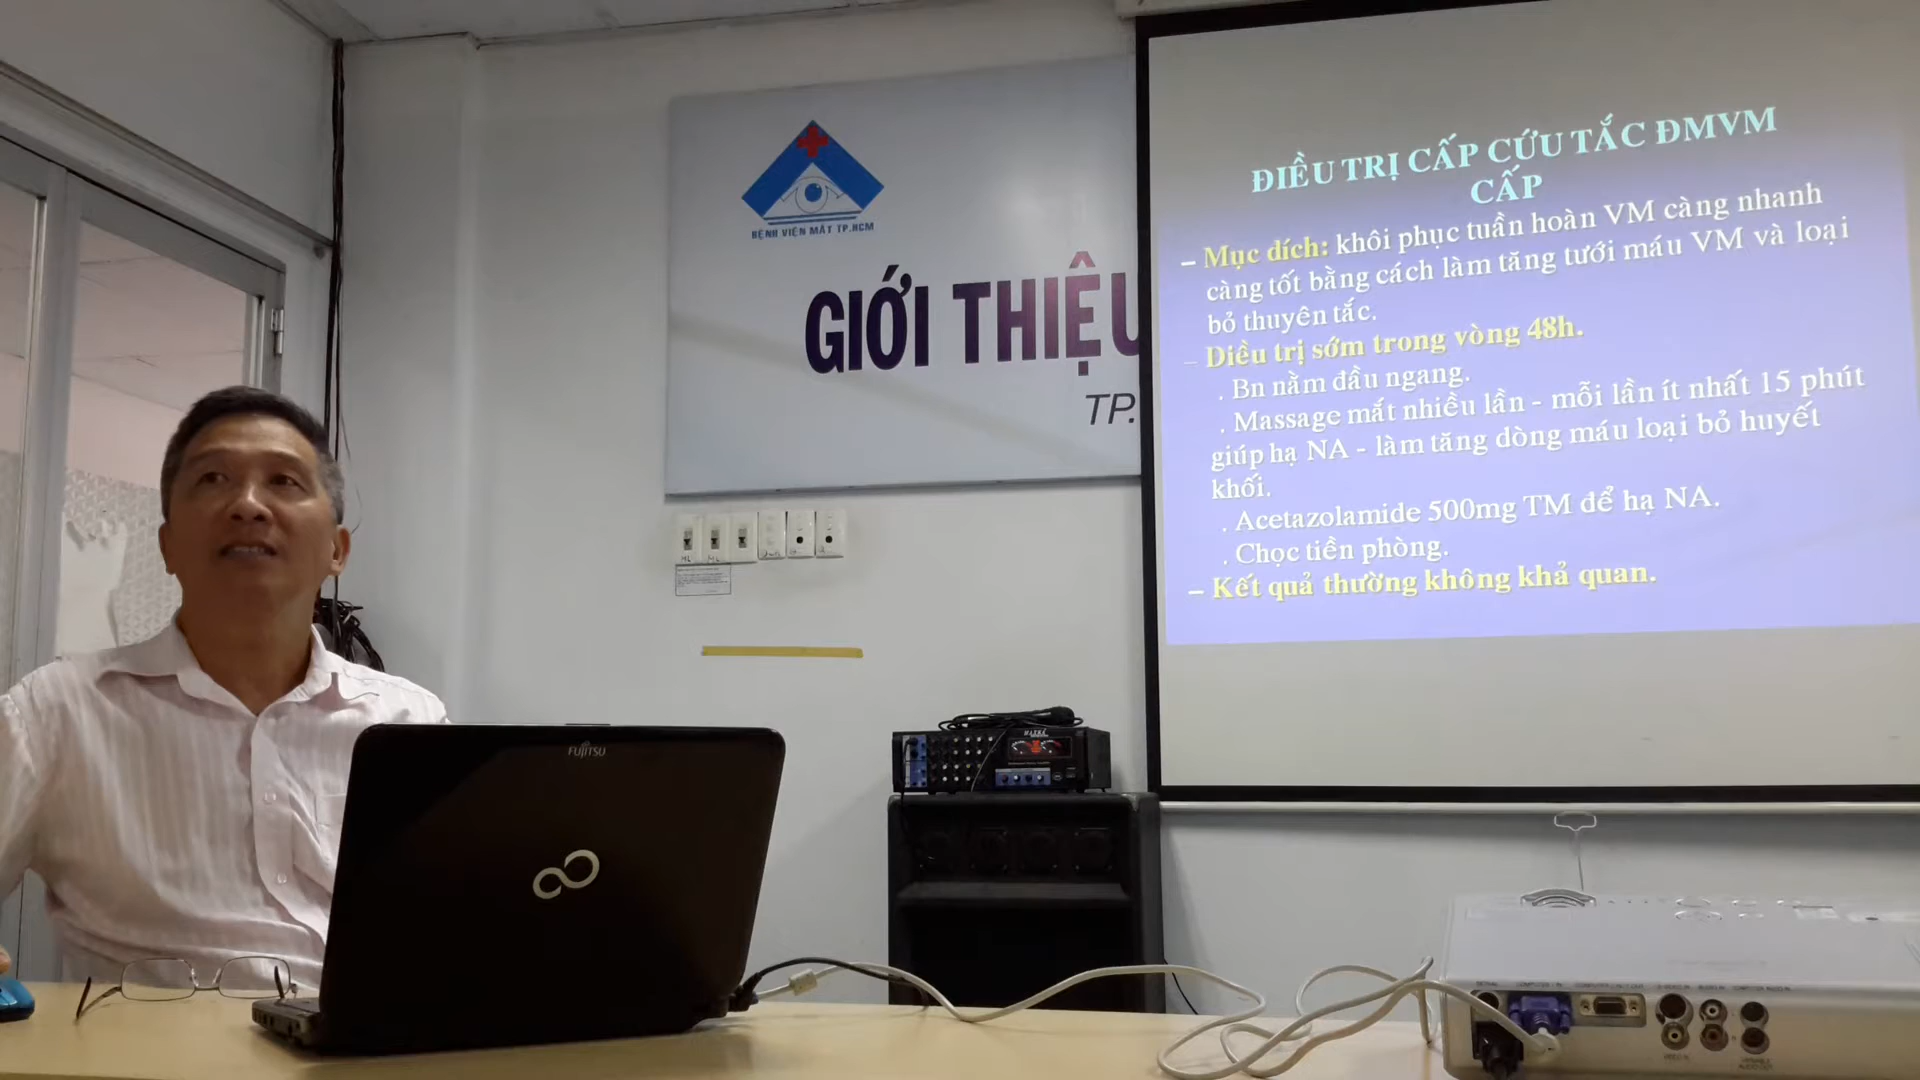 BỆNH VIỆN MẮT TP.HCM
GIỚI THIỆU
TP.
ĐIỀU TRỊ CẤP CỨU TẮC ĐMVM
CẤP
– Mục đích: khôi phục tuần hoàn VM càng nhanh
càng tốt bằng cách làm tăng tưới máu VM và loại
bỏ thuyên tắc.
– Điều trị sớm trong vòng 48h.
. Bn nằm đầu ngang.
. Massage mắt nhiều lần - mỗi lần ít nhất 15 phút
giúp hạ NA - làm tăng dòng máu loại bỏ huyết
khối.
. Acetazolamide 500mg TM để hạ NA.
. Chọc tiền phòng.
– Kết quả thường không khả quan.
FUJITSU